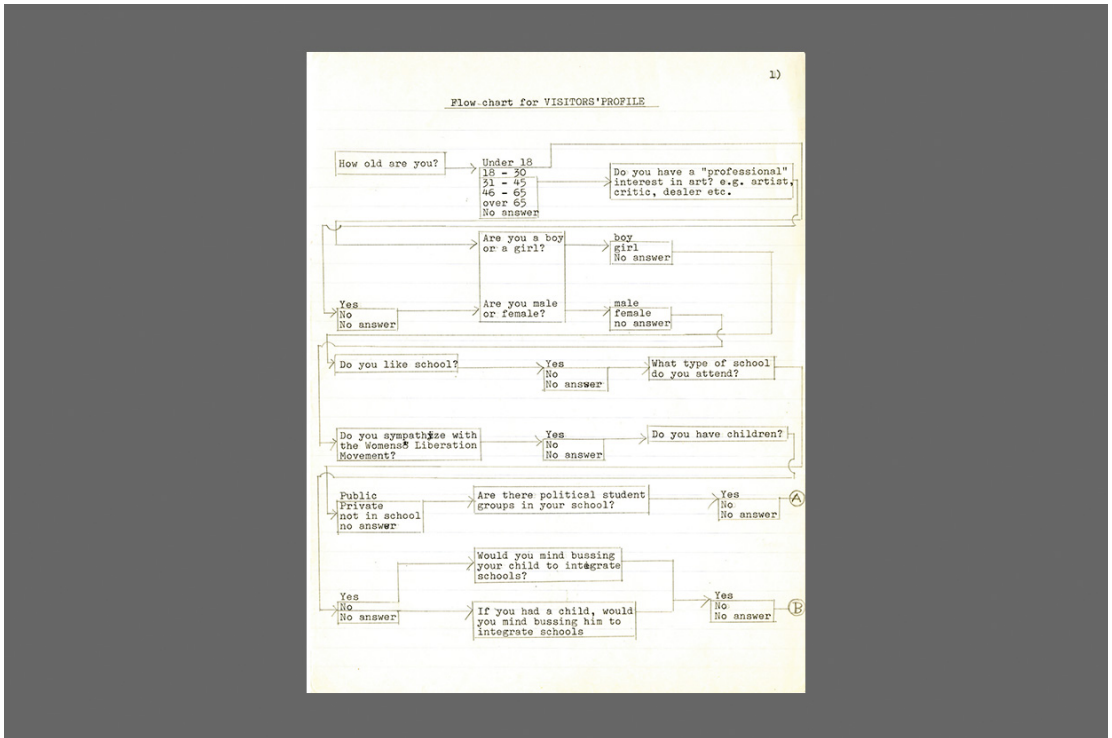 1)
Flow-chart for VISITORS'PROFILE
How old are you?
Under 18
18 - 30
31 - 45
46 - 65
over 65
No answer
Do you have a "professional"
interest in art? e.g. artist,
critic, dealer etc.
Are you a boy
or a girl?
boy
girl
No answer
Yes
No
No answer
Are you male
or female?
male
female
no answer
Do you like school?
Yes
No
No answer
What type of school
do you attend?
Do you sympathize with
the Womens' Liberation
Movement?
Yes
No
No answer
Do you have children?
Public
Private
not in school
no answer
Are there political student
groups in your school?
Yes
No
No answer
A
Would you mind bussing
your child to integrate
schools?
Yes
No
No answer
If you had a child, would
you mind bussing him to
integrate schools
Yes
No
No answer
B